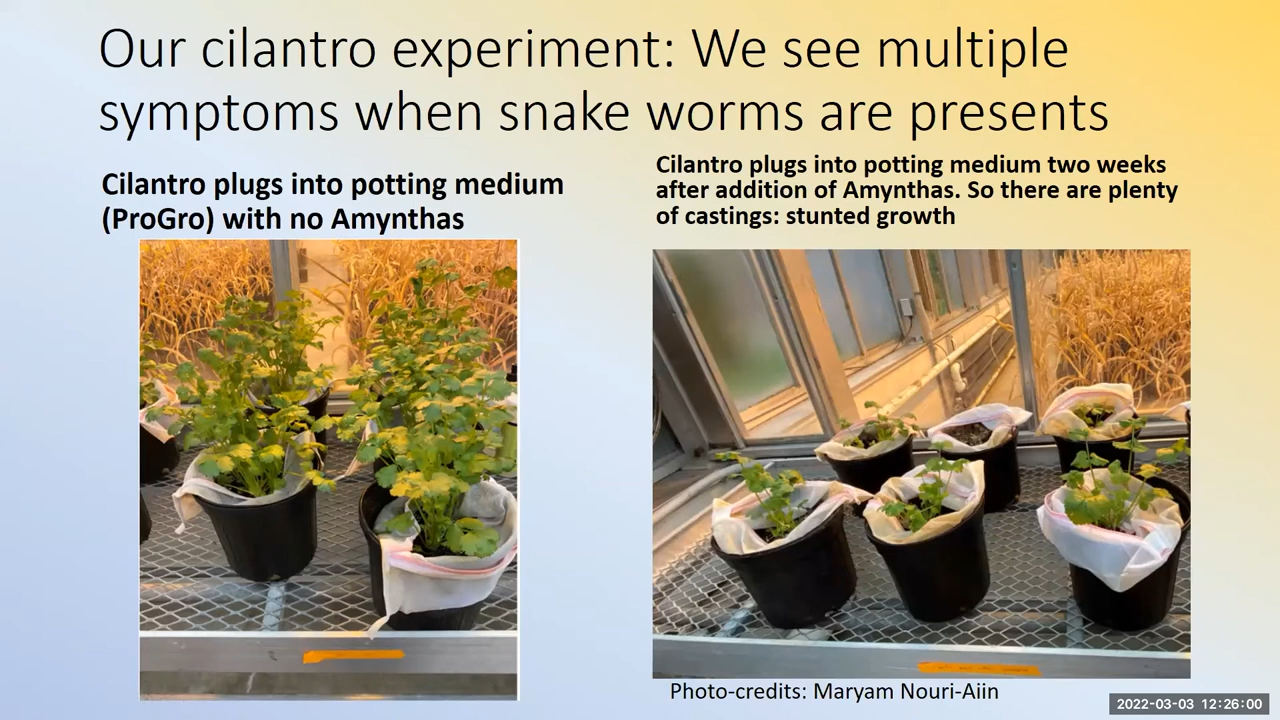 Our cilantro experiment: We see multiple
symptoms when snake worms are presents
Cilantro plugs into potting medium
(ProGro) with no Amynthas
Cilantro plugs into potting medium two weeks
after addition of Amynthas. So there are plenty
of castings: stunted growth
Photo-credits: Maryam Nouri-Aiin
2022-03-03 12:26:00